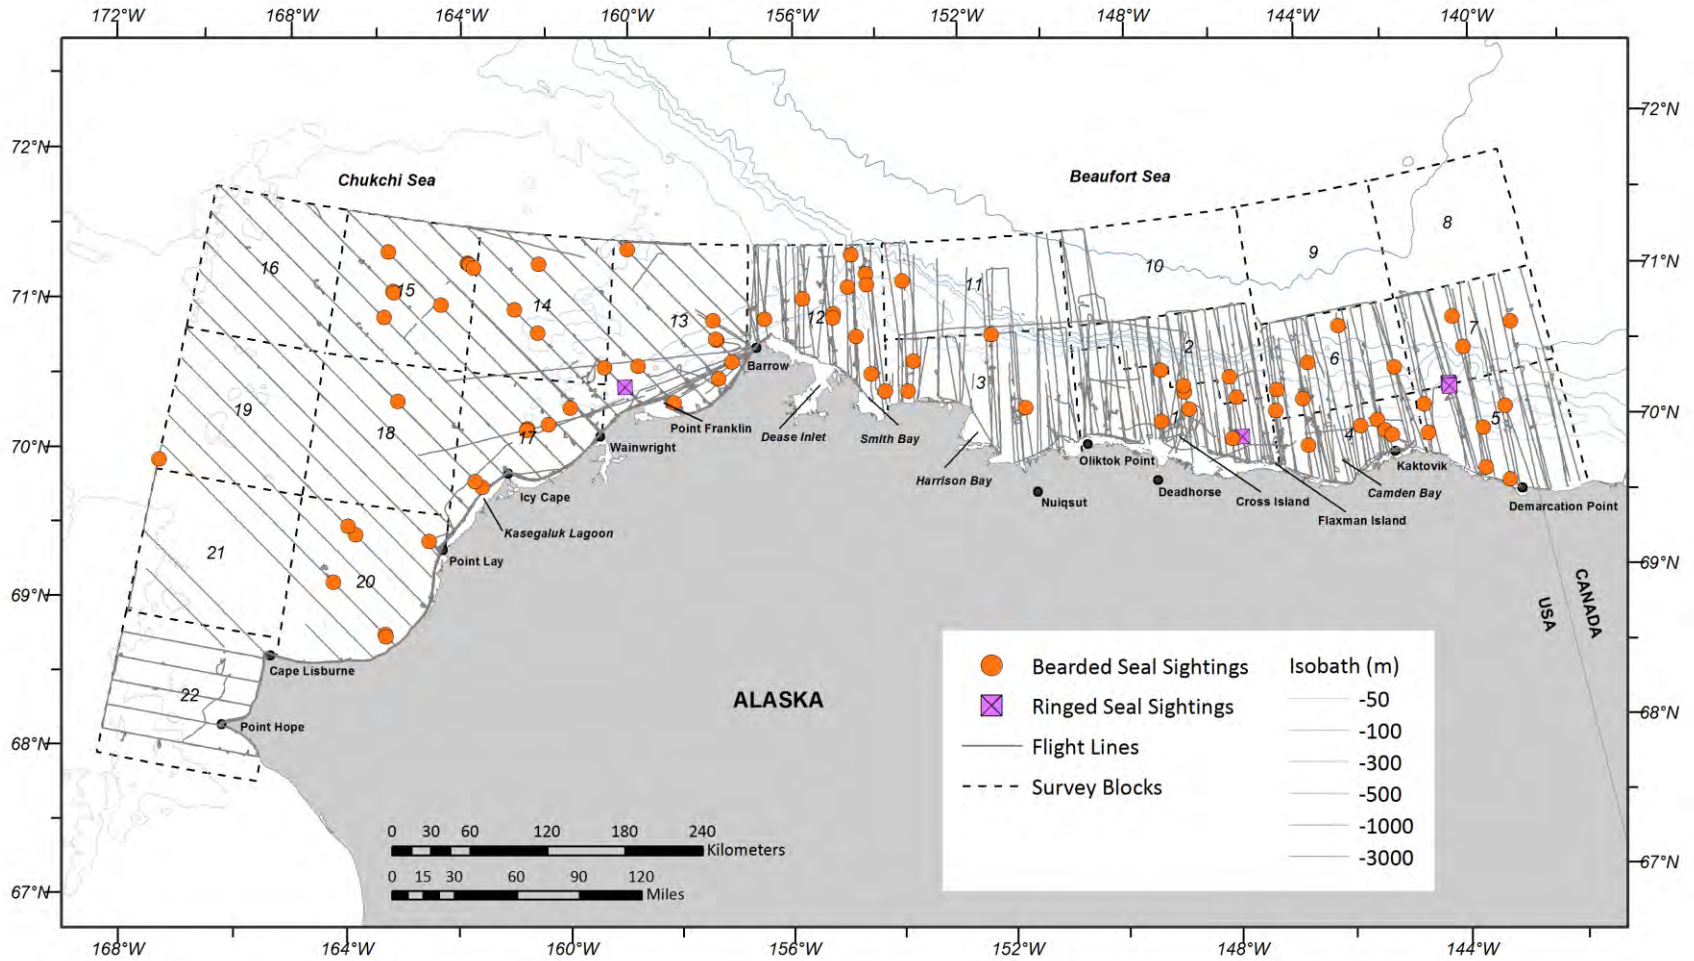 172°W 168°W 164°W 160°W 156°W 152°W 148°W 144°W 140°W
72°N
72°N
71°N
71°N
70°N
70°N
69°N
69°N
68°N
68°N
67°N
67°N
Chukchi Sea
Beaufort Sea
8
9
10
16
15
14
13
12
11
7
6
2
3
1
4
5
19
18
17
21
20
22
Barrow
Point Franklin
Dease Inlet
Smith Bay
Wainwright
Harrison Bay
Oliktok Point
Nuiqsut
Deadhorse
Cross Island
Flaxman Island
Camden Bay
Kaktovik
Demarcation Point
Icy Cape
Kasegaluk Lagoon
Point Lay
Cape Lisburne
Point Hope
ALASKA
USA
CANADA
Bearded Seal Sightings
Ringed Seal Sightings
Flight Lines
Survey Blocks
Isobath (m)
-50
-100
-300
-500
-1000
-3000
0 30 60 120 180 240
Kilometers
0 15 30 60 90 120
Miles
168°W 164°W 162°W 160°W 156°W 152°W 148°W 144°W